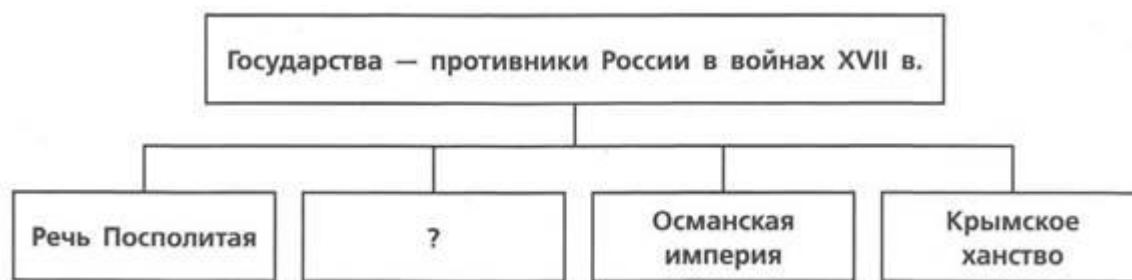 Государства — противники России в войнах XVII в.
Речь Посполитая
?
Османская
империя
Крымское
ханство